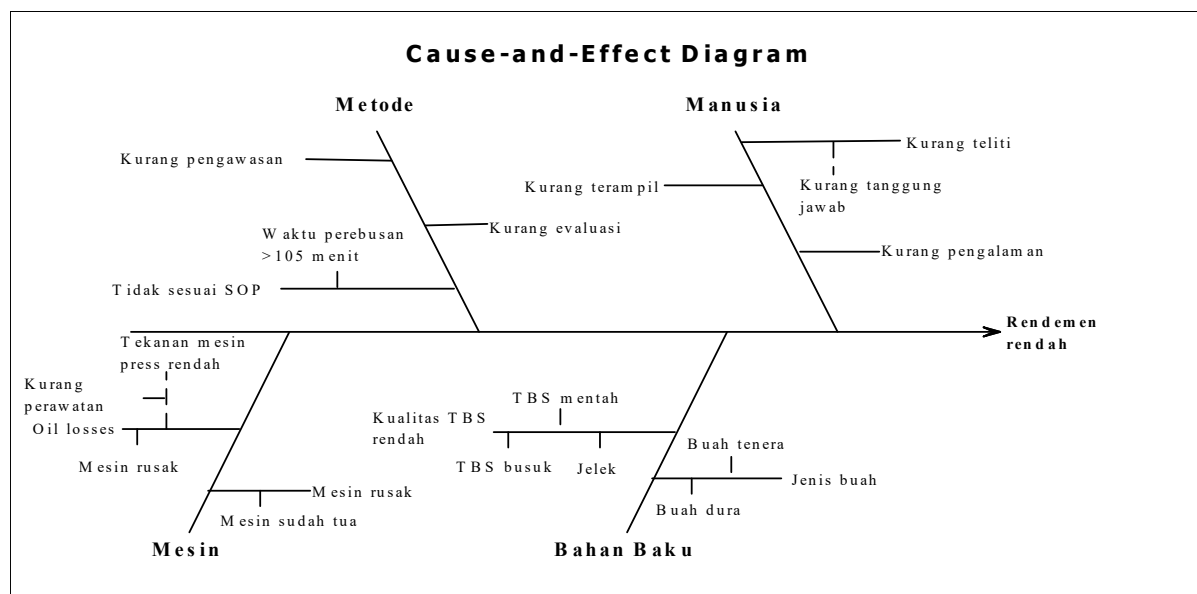 Cause-and-Effect Diagram
Metode
Manusia
Kurang pengawasan
Kurang teliti
Kurang terampil
Kurang tanggung
jawab
Waktu perebusan
>105 menit
Kurang evaluasi
Kurang pengalaman
Tidak sesuai SOP
Rendemen
rendah
Tekanan mesin
press rendah
Kurang
perawatan
Oil losses
Mesin rusak
Mesin rusak
Mesin sudah tua
Mesin
TBS mentah
Kualitas TBS
rendah
TBS busuk
Jelek
Buah tenera
Jenis buah
Buah dura
Bahan Baku